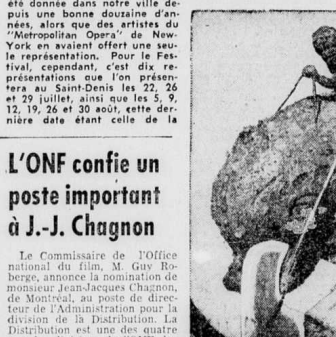 été donnée dans notre ville de-
puis une bonne douzaine d'an-
nées, alors que des artistes du
"Metropolitan Opera" de New-
York en avaient offert une seu-
le représentation. Pour le Fes-
tival, cependant, c'est dix re-
présentations que l'on présen-
tera au Saint-Denis les 22, 26
et 29 juillet, ainsi que les 5, 9,
12, 19, 26 et 30 août, cette der-
nière date étant celle de la
L'ONF confie un
poste important
à J.-J. Chagnon
Le Commissaire de l'Office
national du film, M. Guy Ro-
berge, annonce la nomination de
monsieur Jean-Jacques Chagnon,
de Montréal, au poste de direc-
teur de l'Administration pour la
division de la Distribution. La
Distribution est une des quatre